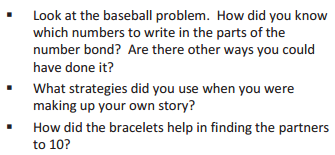 ▪ Look at the baseball problem. How did you know
which numbers to write in the parts of the
number bond? Are there other ways you could
have done it?
▪ What strategies did you use when you were
making up your own story?
▪ How did the bracelets help in finding the partners
to 10?